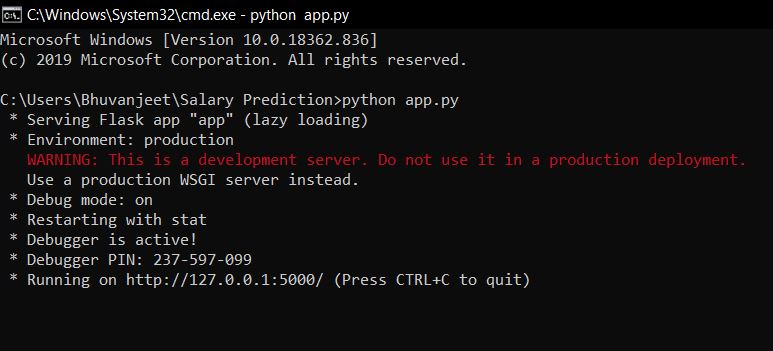 C:\Windows\System32\cmd.exe - python  app.py
Microsoft Windows [Version 10.0.18362.836]
(c) 2019 Microsoft Corporation. All rights reserved.
C:\Users\Bhuvanjeet\Salary Prediction>python app.py
 * Serving Flask app "app" (lazy loading)
 * Environment: production
   WARNING: This is a development server. Do not use it in a production deployment.
   Use a production WSGI server instead.
 * Debug mode: on
 * Restarting with stat
 * Debugger is active!
 * Debugger PIN: 237-597-099
 * Running on http://127.0.0.1:5000/ (Press CTRL+C to quit)